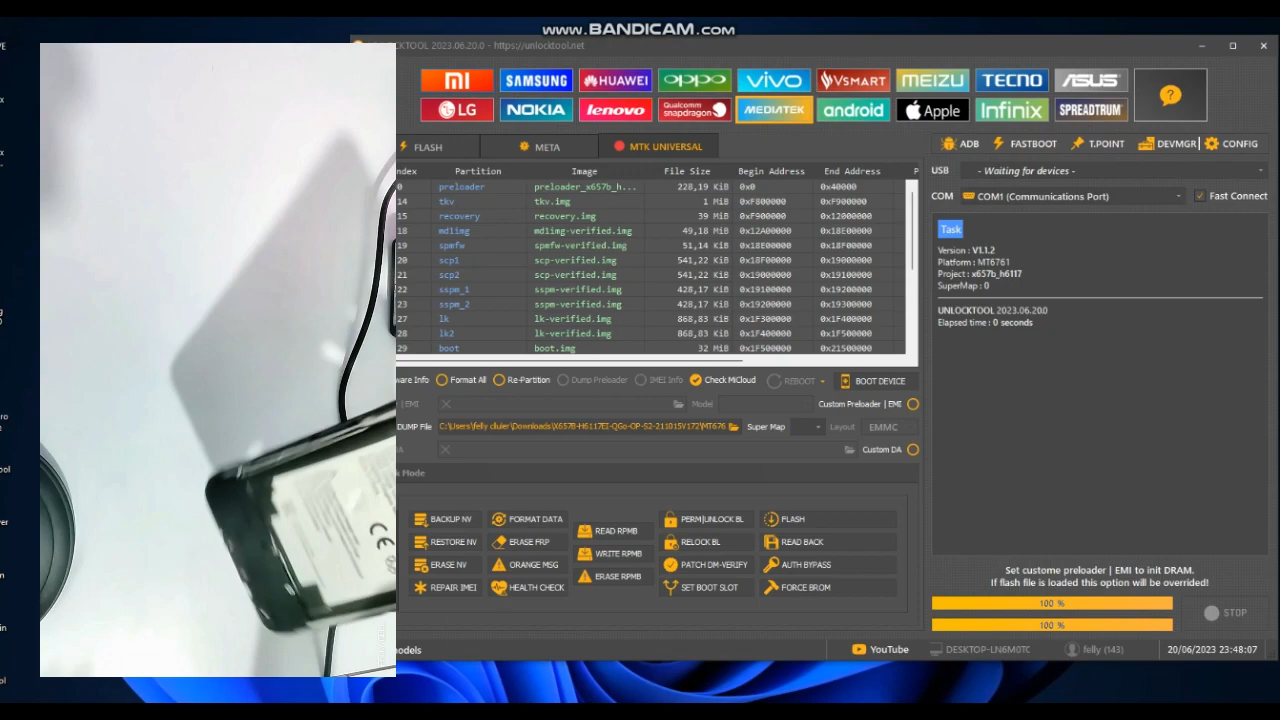 www.BANDICAM.com
KTOOL 2023.06.20.0 - https://unlocktool.net
mi SAMSUNG HUAWEI oppo vivo VSMART MEIZU TECNO ASUS
LG NOKIA lenovo Qualcomm snapdragon MEDIATEK android Apple Infinix SPREADTRUM
FLASH META MTK UNIVERSAL
ADB FASTBOOT T.POINT DEVMGR CONFIG
USB - Waiting for devices -
COM COM1 (Communications Port) Fast Connect
ndex Partition Image File Size Begin Address End Address P
0 preloader preloader_x657b_h... 228,19 KiB 0x0 0x40000
14 tkv tkv.img 1 MiB 0xF800000 0xF900000
15 recovery recovery.img 39 MiB 0xF900000 0x12000000
18 md1img md1img-verified.img 49,18 MiB 0x12A00000 0x18E00000
19 spmfw spmfw-verified.img 51,14 KiB 0x18E00000 0x18F00000
20 scp1 scp-verified.img 541,22 KiB 0x18F00000 0x19000000
21 scp2 scp-verified.img 541,22 KiB 0x19000000 0x19100000
22 sspm_1 sspm-verified.img 428,17 KiB 0x19100000 0x19200000
23 sspm_2 sspm-verified.img 428,17 KiB 0x19200000 0x19300000
27 lk lk-verified.img 868,83 KiB 0x1F300000 0x1F400000
28 lk2 lk-verified.img 868,83 KiB 0x1F400000 0x1F500000
29 boot boot.img 32 MiB 0x1F500000 0x21500000
Task
Version : V1.1.2
Platform : MT6761
Project : x657b_h6117
SuperMap : 0
UNLOCKTOOL 2023.06.20.0
Elapsed time : 0 seconds
ware Info Format All Re-Partition Dump Preloader IMEI Info Check MiCloud REBOOT BOOT DEVICE
| EMI Model Custom Preloader | EMI
DUMP File C:\Users\felly cliuier\Downloads\X657B-H6117EI-QGo-OP-S2-211015V172\MT676 Super Map Layout EMMC
Custom DA
k Mode
BACKUP NV FORMAT DATA READ RPMB PERM|UNLOCK BL FLASH
RESTORE NV ERASE FRP WRITE RPMB RELOCK BL READ BACK
ERASE NV ORANGE MSG ERASE RPMB PATCH DM-VERIFY AUTH BYPASS
REPAIR IMEI HEALTH CHECK SET BOOT SLOT FORCE BROM
Set custome preloader | EMI to init DRAM.
If flash file is loaded this option will be overrided!
100 %
100 %
STOP
odels YouTube DESKTOP-LN6M0TC felly (143) 20/06/2023 23:48:07
CE